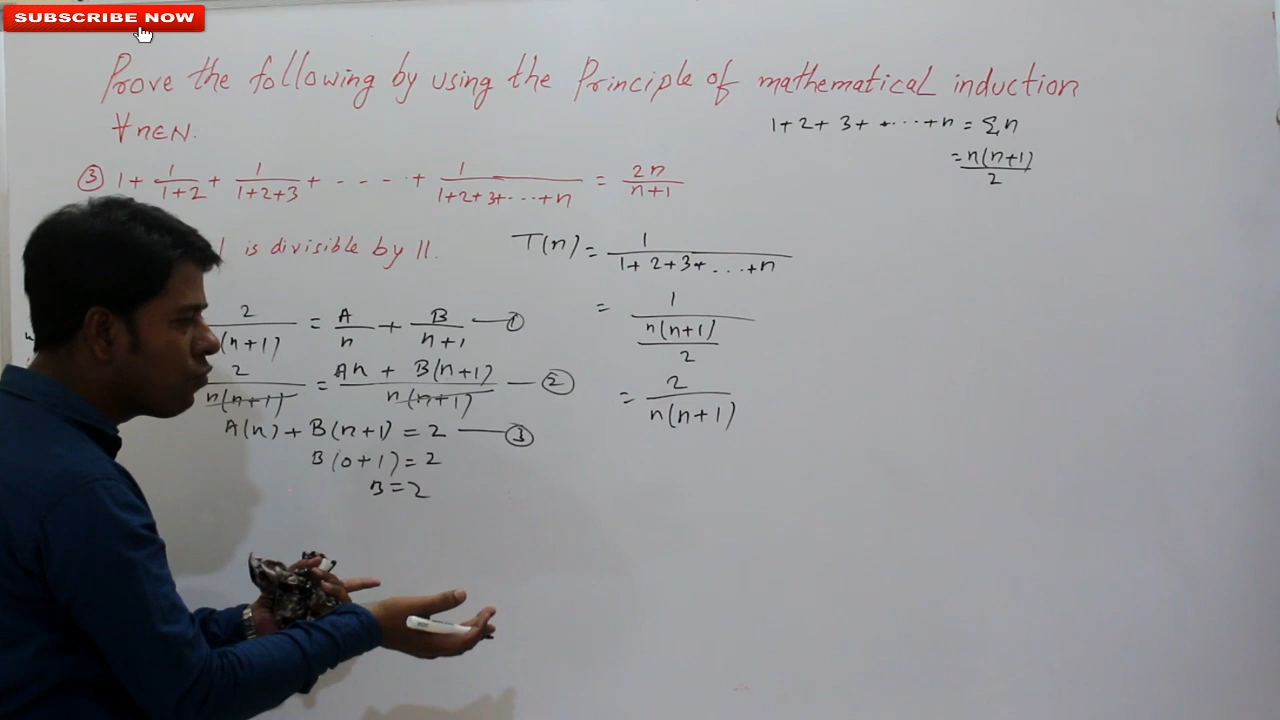 SUBSCRIBE NOW
Prove the following by using the Principle of mathematical induction
∀n∈N.
1+2+3+ ·····+n = Σn
= n(n+1)/2
③ 1 + 1/(1+2) + 1/(1+2+3) + ---- + 1/(1+2+3+···+n) = 2n/(n+1)
is divisible by 11.
T(n) = 1/(1+2+3+...+n)
= 1/(n(n+1)/2)
= 2/(n(n+1))
2/(n+1) = A/n + B/(n+1) — ①
2/(n(n+1)) = (An + B(n+1))/(n(n+1)) — ②
A(n) + B(n+1) = 2 — ③
B(0+1) = 2
B=2